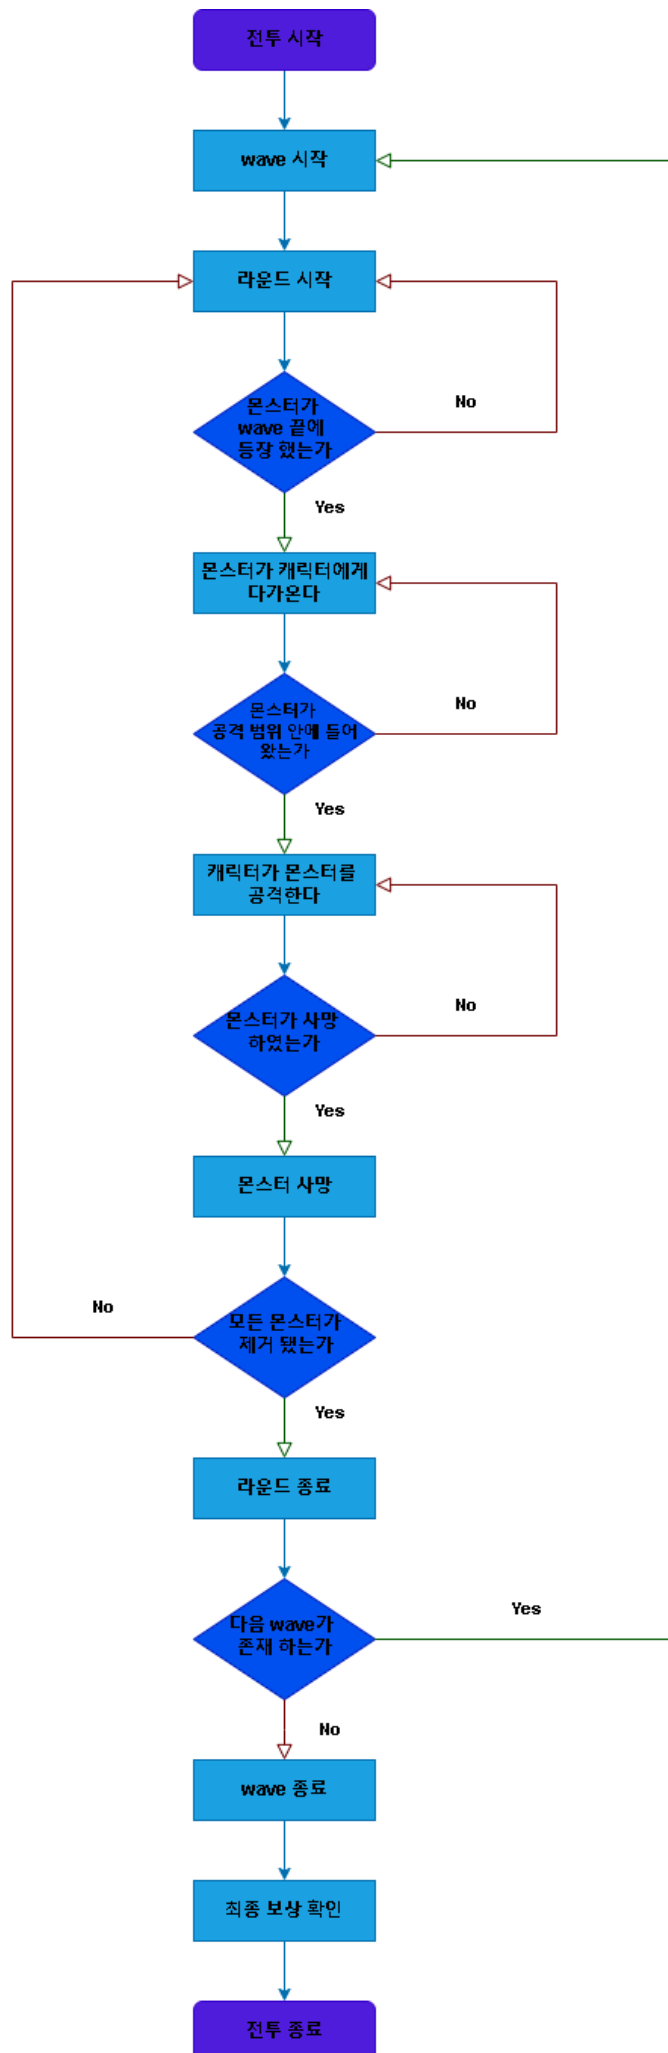 전투 시작
wave 시작
라운드 시작
몬스터가
wave 끝에
등장 했는가
No
Yes
몬스터가 캐릭터에게
다가온다
몬스터가
공격 범위 안에 들어
왔는가
No
Yes
캐릭터가 몬스터를
공격한다
몬스터가 사망
하였는가
No
Yes
몬스터 사망
모든 몬스터가
제거 됐는가
No
Yes
라운드 종료
다음 wave가
존재 하는가
Yes
No
wave 종료
최종 보상 확인
전투 종료